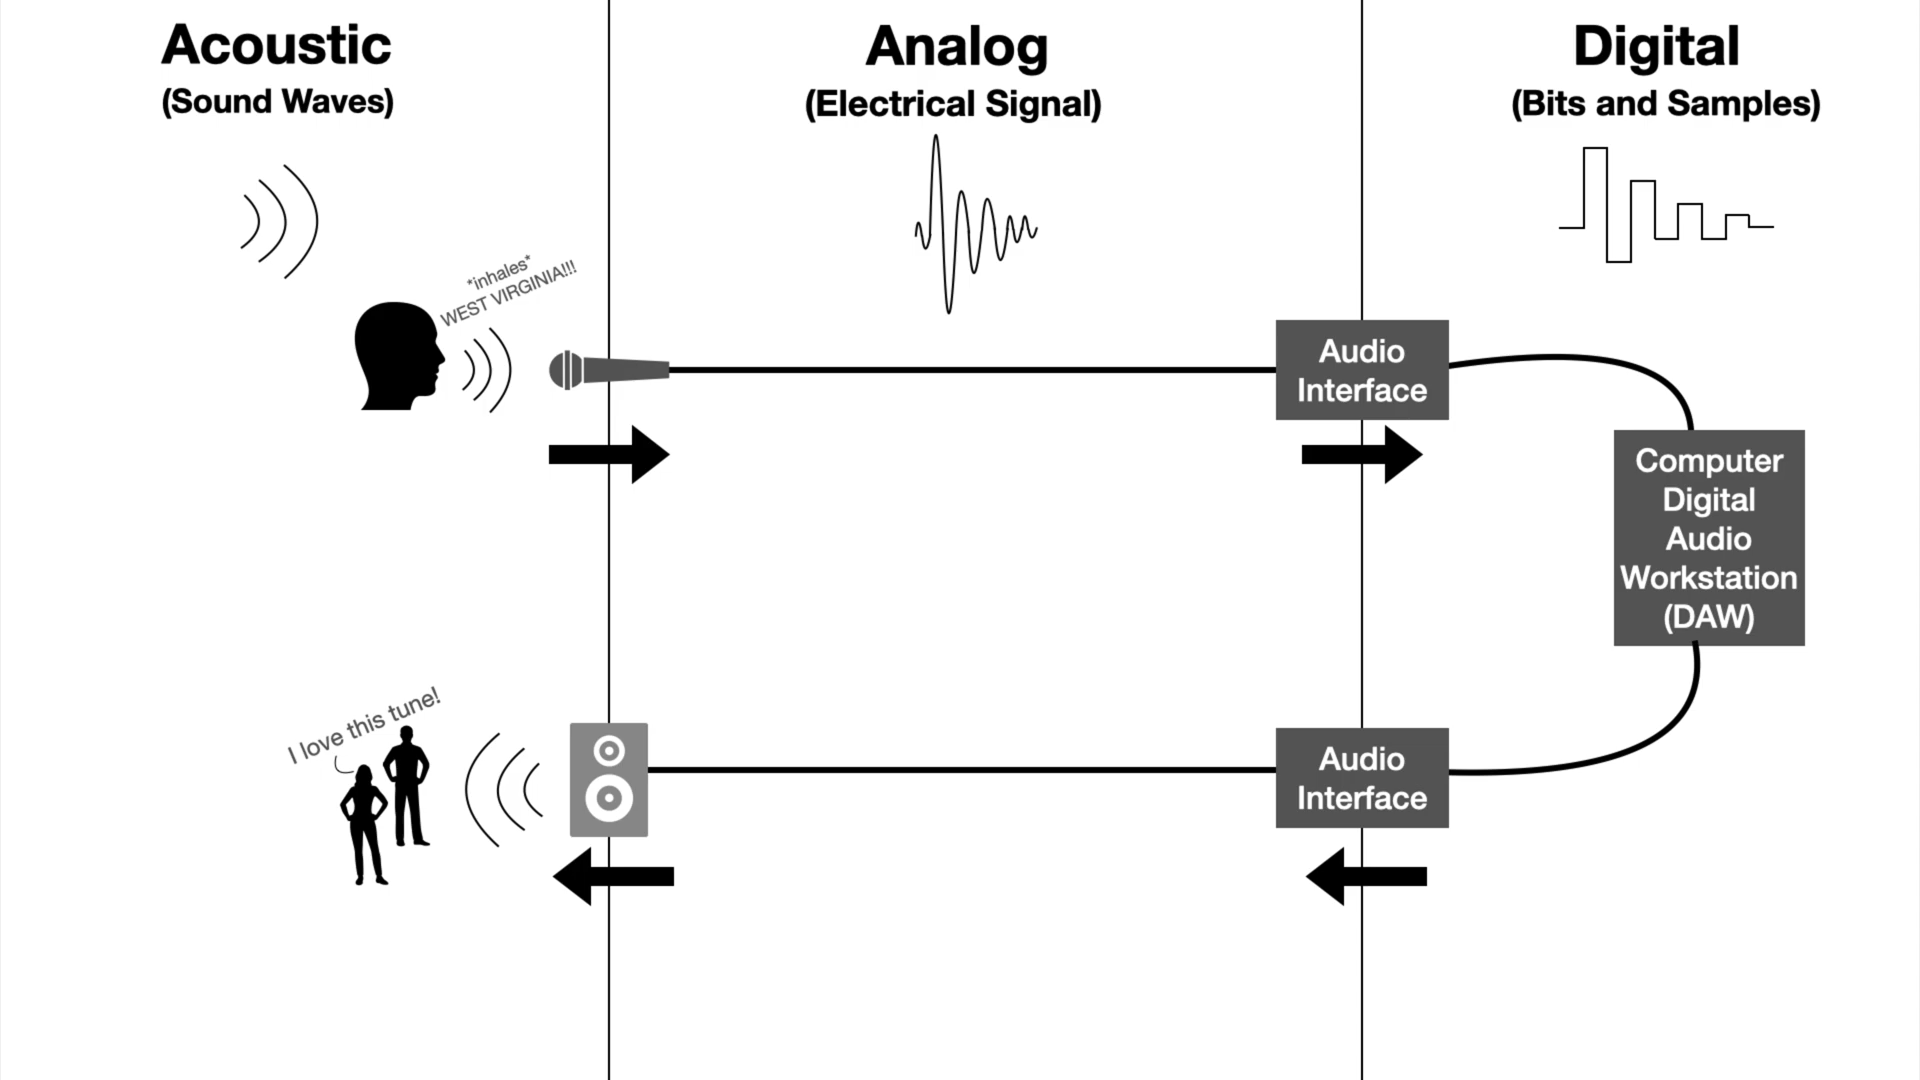 Acoustic
(Sound Waves)
Analog
(Electrical Signal)
Digital
(Bits and Samples)
*inhales*
WEST VIRGINIA!!!
Audio
Interface
Computer
Digital
Audio
Workstation
(DAW)
I love this tune!
Audio
Interface